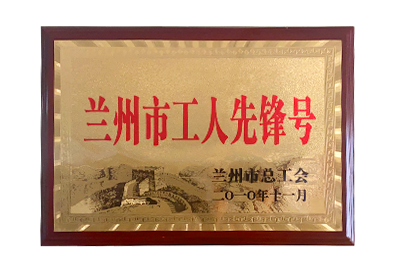 兰州市工人先锋号
兰州市总工会
二〇一〇年十一月